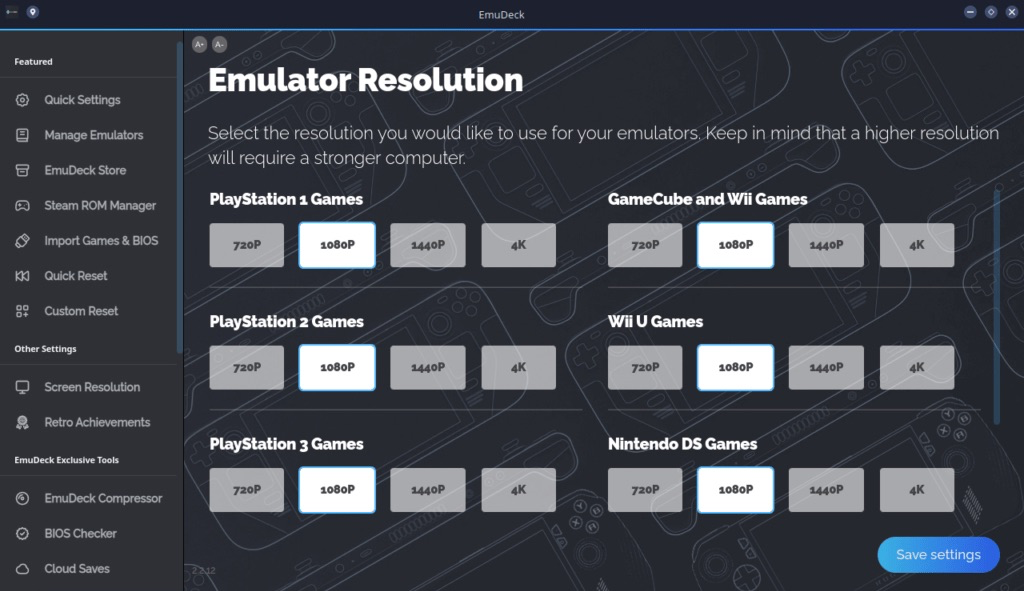 EmuDeck
Featured
Quick Settings
Manage Emulators
EmuDeck Store
Steam ROM Manager
Import Games & BIOS
Quick Reset
Custom Reset
Other Settings
Screen Resolution
Retro Achievements
EmuDeck Exclusive Tools
EmuDeck Compressor
BIOS Checker
Cloud Saves
A+ A-
Emulator Resolution
Select the resolution you would like to use for your emulators. Keep in mind that a higher resolution
will require a stronger computer.
PlayStation 1 Games
720P 1080P 1440P 4K
GameCube and Wii Games
720P 1080P 1440P 4K
PlayStation 2 Games
720P 1080P 1440P 4K
Wii U Games
720P 1080P 1440P 4K
PlayStation 3 Games
720P 1080P 1440P 4K
Nintendo DS Games
720P 1080P 1440P 4K
2.2.12
Save settings